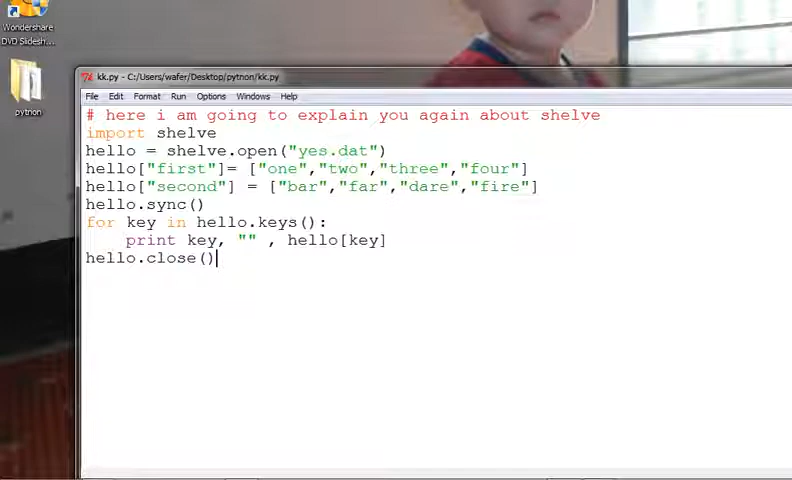 Wondershare
DVD Slidesh...
pytnon
kk.py - C:/Users/wafer/Desktop/pytnon/kk.py
File Edit Format Run Options Windows Help
# here i am going to explain you again about shelve
import shelve
hello = shelve.open("yes.dat")
hello["first"]= ["one","two","three","four"]
hello["second"] = ["bar","far","dare","fire"]
hello.sync()
for key in hello.keys():
    print key, "" , hello[key]
hello.close()